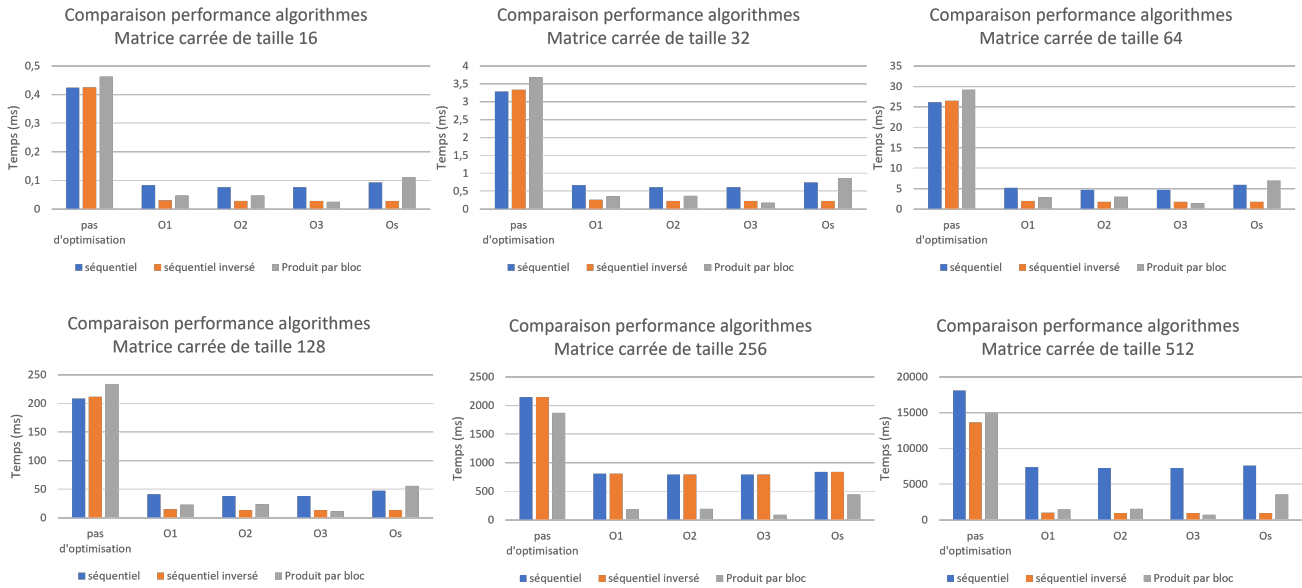 Comparaison performance algorithmes
Matrice carrée de taille 16
Temps (ms)
0,5
0,4
0,3
0,2
0,1
0
pas d'optimisation
O1
O2
O3
Os
séquentiel
séquentiel inversé
Produit par bloc
Comparaison performance algorithmes
Matrice carrée de taille 32
Temps (ms)
4
3,5
3
2,5
2
1,5
1
0,5
0
pas d'optimisation
O1
O2
O3
Os
séquentiel
séquentiel inversé
Produit par bloc
Comparaison performance algorithmes
Matrice carrée de taille 64
Temps (ms)
35
30
25
20
15
10
5
0
pas d'optimisation
O1
O2
O3
Os
séquentiel
séquentiel inversé
Produit par bloc
Comparaison performance algorithmes
Matrice carrée de taille 128
Temps (ms)
250
200
150
100
50
0
pas d'optimisation
O1
O2
O3
Os
séquentiel
séquentiel inversé
Produit par bloc
Comparaison performance algorithmes
Matrice carrée de taille 256
Temps (ms)
2500
2000
1500
1000
500
0
pas d'optimisation
O1
O2
O3
Os
séquentiel
séquentiel inversé
Produit par bloc
Comparaison performance algorithmes
Matrice carrée de taille 512
Temps (ms)
20000
15000
10000
5000
0
pas d'optimisation
O1
O2
O3
Os
séquentiel
séquentiel inversé
Produit par bloc